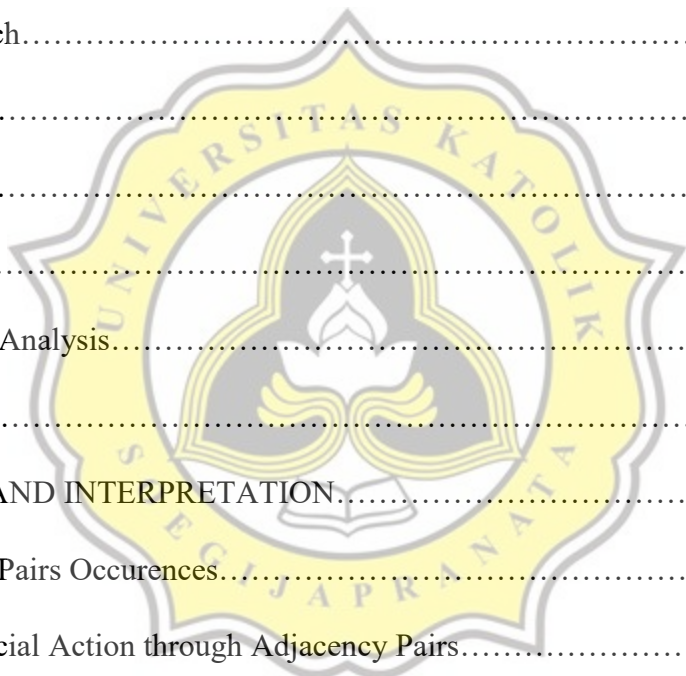 ch……………………………………………………
………………………………………………………
………………………………………………………
………………………………………………………
Analysis………………………………………………
………………………………………………………
AND INTERPRETATION……………………………
Pairs Occurences………………………………………
cial Action through Adjacency Pairs…………………
UNIVERSITAS KATOLIK
SOEGIJAPRANATA